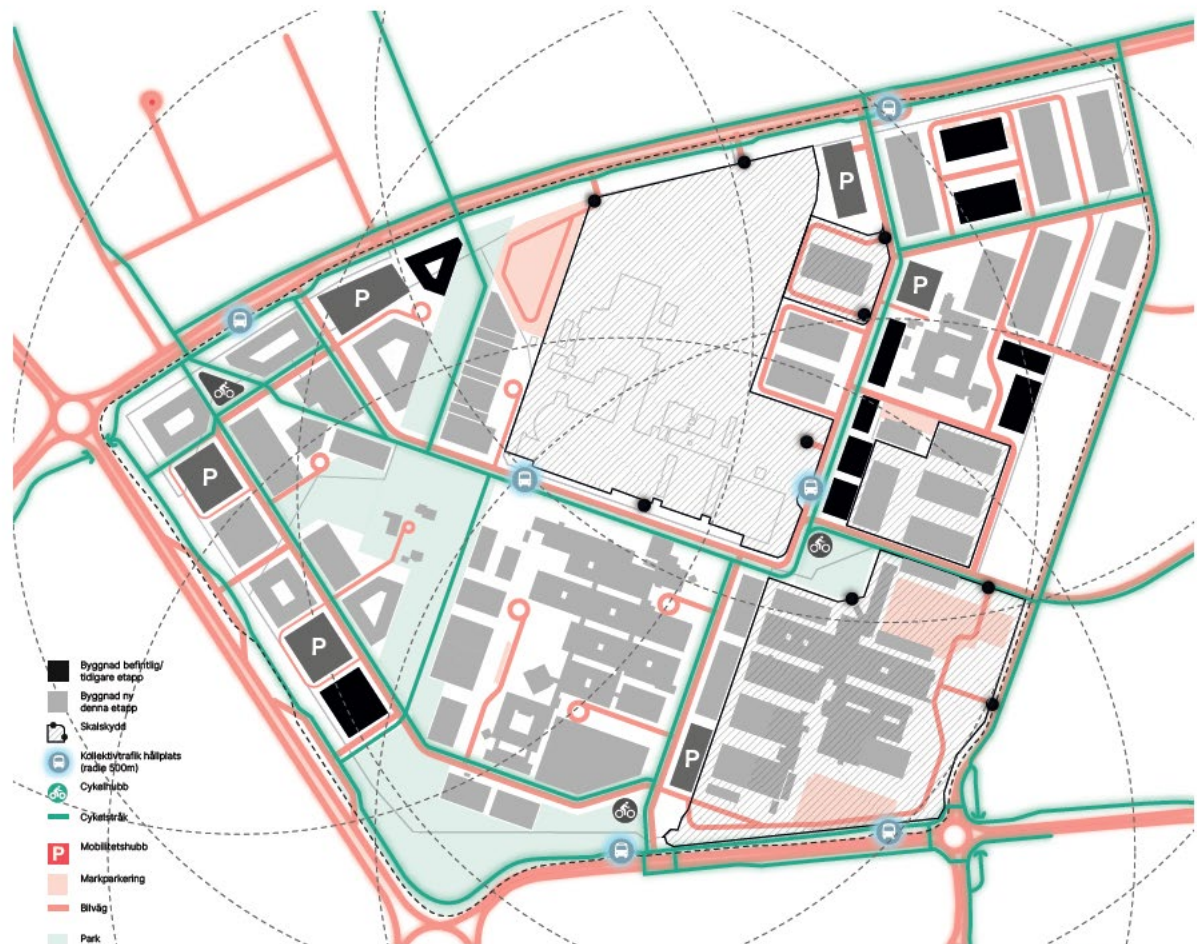 P
P
P
P
P
P
Byggnad befintlig/
tidigare etapp
Byggnad ny
denna etapp
Skalskydd
Kollektivtrafik hållplats
(radie 500m)
Cykelhubb
Cykelstråk
P
Mobilitetshubb
Markparkering
Bilväg
Park